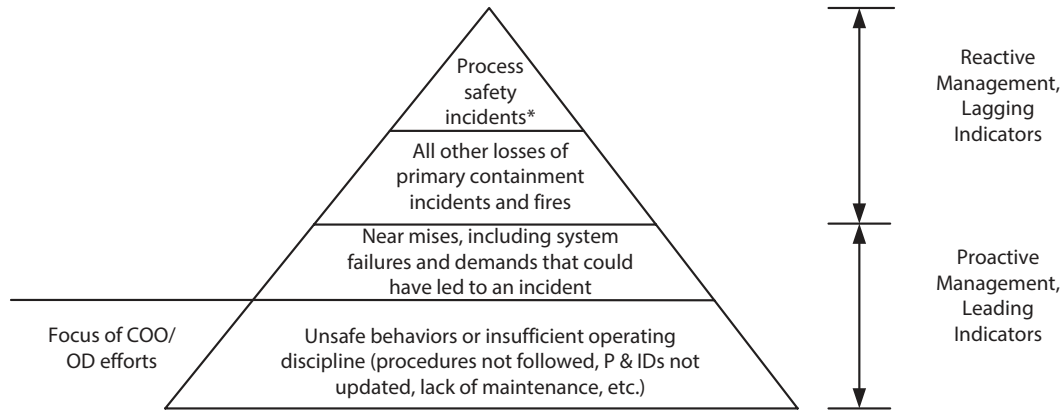 Process
safety
incidents*
All other losses of
primary containment
incidents and fires
Near mises, including system
failures and demands that could
have led to an incident
Unsafe behaviors or insufficient operating
discipline (procedures not followed, P & IDs not
updated, lack of maintenance, etc.)
Focus of COO/
OD efforts
Reactive
Management,
Lagging
Indicators
Proactive
Management,
Leading
Indicators